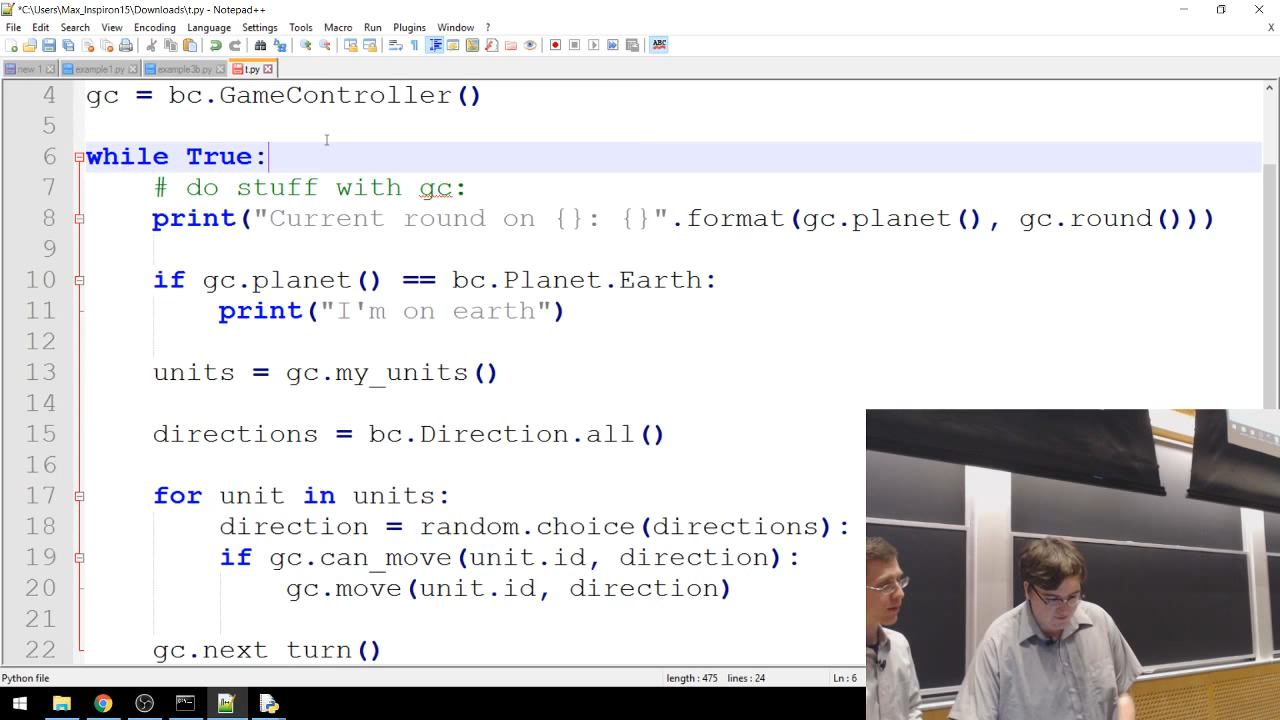 *C:\Users\Max_Inspiron15\Downloads\t.py - Notepad++
File Edit Search View Encoding Language Settings Tools Macro Run Plugins Window ?
X
new 1 example1.py example3b.py t.py
4 gc = bc.GameController()
5
6 while True:
7 # do stuff with gc:
8 print("Current round on {}: {}".format(gc.planet(), gc.round()))
9
10 if gc.planet() == bc.Planet.Earth:
11 print("I'm on earth")
12
13 units = gc.my_units()
14
15 directions = bc.Direction.all()
16
17 for unit in units:
18 direction = random.choice(directions):
19 if gc.can_move(unit.id, direction):
20 gc.move(unit.id, direction)
21
22 gc.next turn()
Python file length : 475 lines : 24 Ln : 6